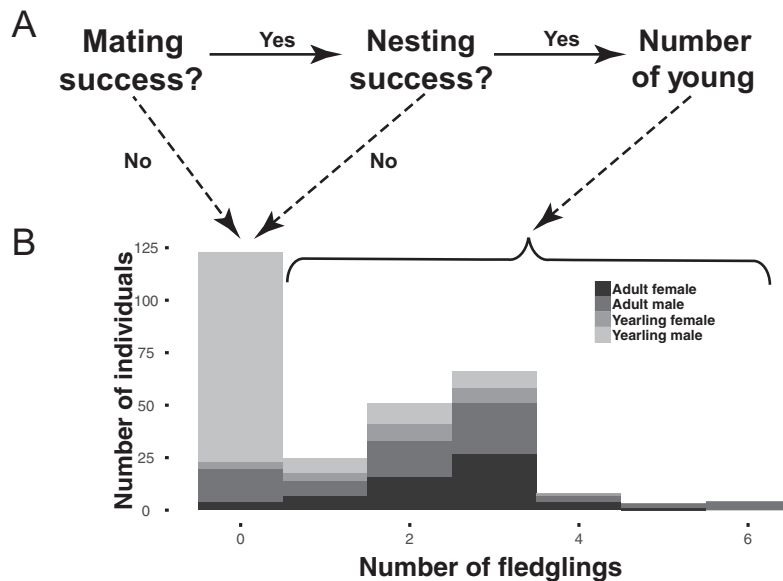 A
Mating
success?
Yes
Nesting
success?
Yes
Number
of young
No
No
B
Number of individuals
125
100
75
50
25
0
Adult female
Adult male
Yearling female
Yearling male
0
2
4
6
Number of fledglings